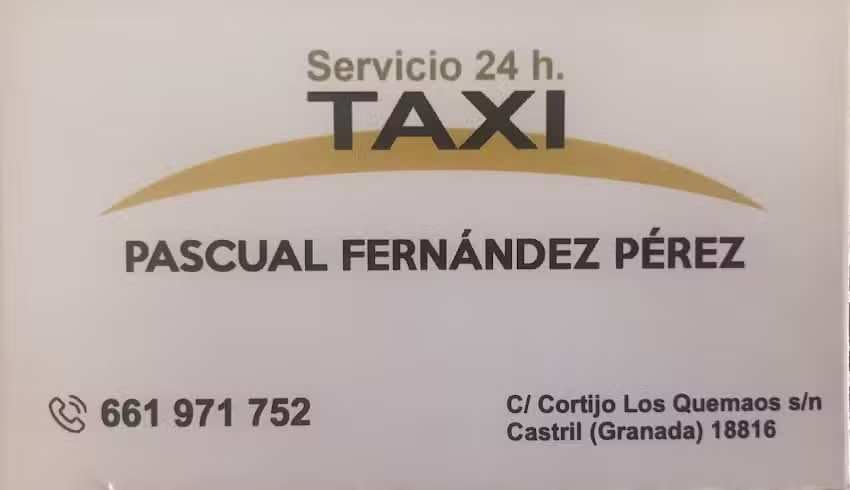 Servicio 24 h.
TAXI
PASCUAL FERNÁNDEZ PÉREZ
661 971 752
C/ Cortijo Los Quemaos s/n
Castril (Granada) 18816